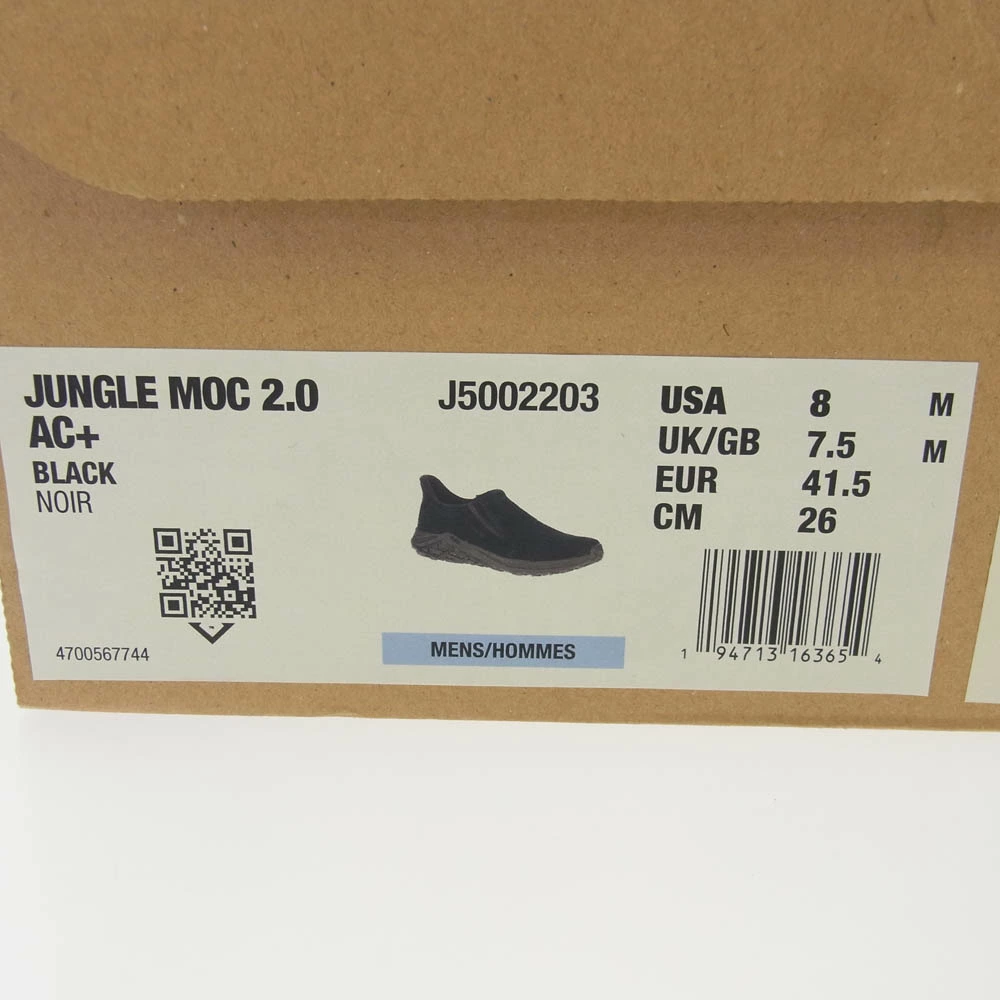 JUNGLE MOC 2.0
AC+
BLACK
NOIR
4700567744
J5002203
MENS/HOMMES
USA 8 M
UK/GB 7.5 M
EUR 41.5
CM 26
1 94713 16365 4